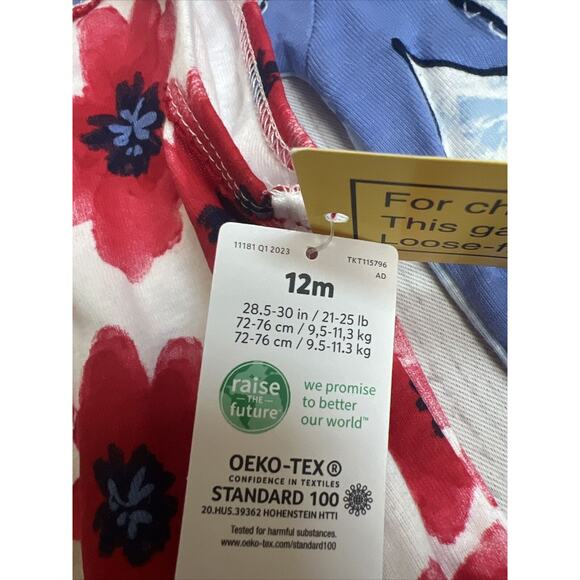 For ch
This ga
Loose-f
11181 Q1 2023
TKT115796
AD
12m
28.5-30 in / 21-25 lb
72-76 cm / 9,5-11,3 kg
72-76 cm / 9.5-11.3 kg
raise
THE
future
we promise
to better
our world™
OEKO-TEX®
CONFIDENCE IN TEXTILES
STANDARD 100
20.HUS.39362 HOHENSTEIN HTTI
Tested for harmful substances.
www.oeko-tex.com/standard100